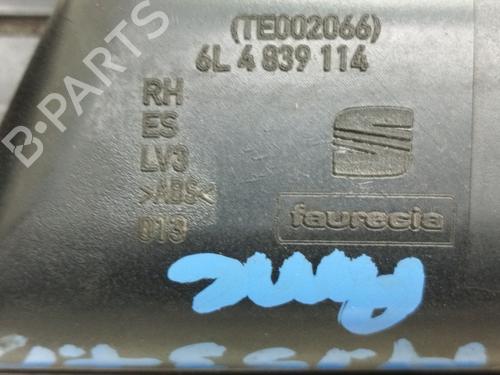 (TE002066)
6L 4 839 114
RH
ES
LV3
>ABS<
013
faurecia
B-PARTS